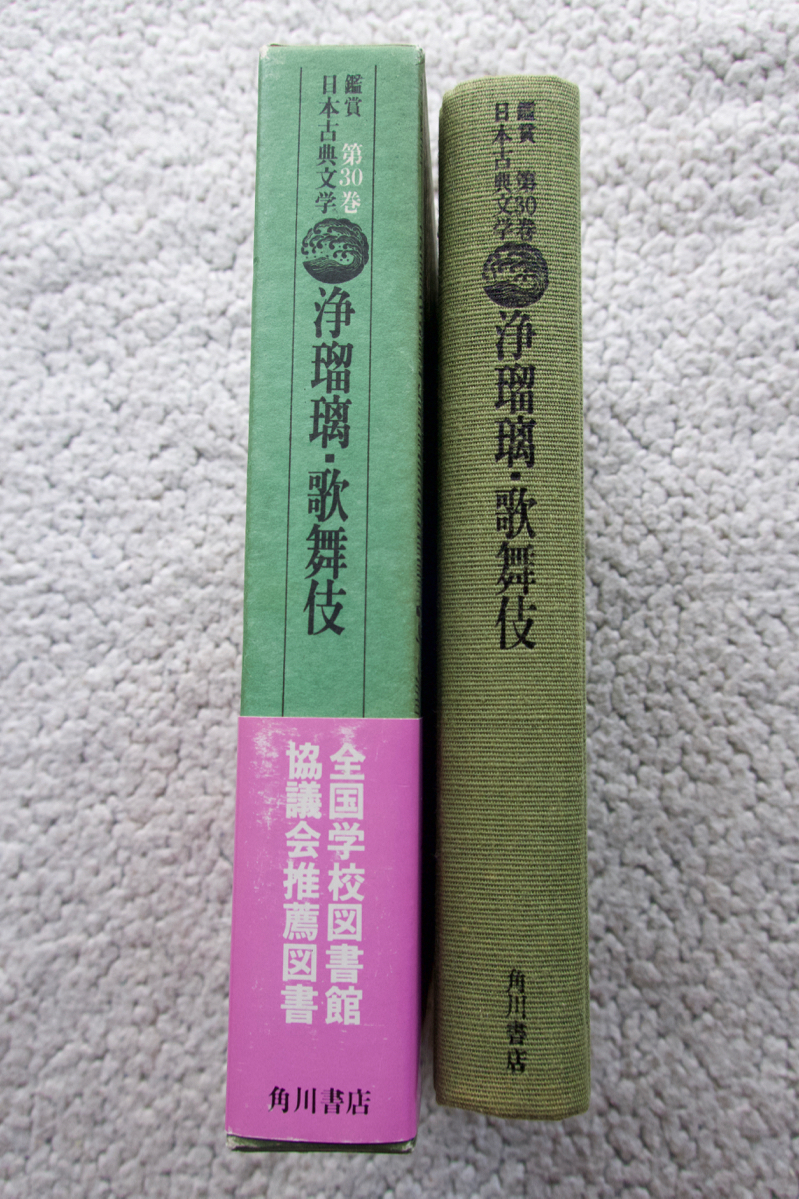 鑑賞
日本古典文学
第30巻
浄瑠璃・歌舞伎
全国学校図書館
協議会推薦図書
角川書店
鑑賞
日本古典文学
第30巻
浄瑠璃・歌舞伎
角川書店